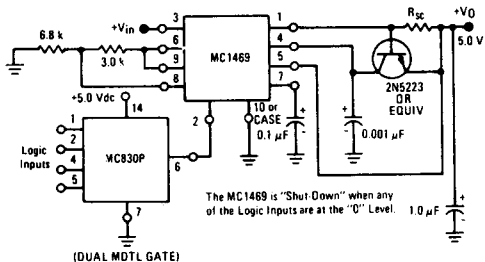 +Vin
3
MC1469
1
RSC
+VO
5.0 V
6.8 k
3.0 k
6
9
8
4
5
7
2N5223
OR
EQUIV
+5.0 Vdc
14
2
10 or
CASE
0.1 μF
0.001 μF
1
2
4
5
Logic
Inputs
MC830P
6
7
The MC1469 is "Shut-Down" when any
of the Logic Inputs are at the "0" Level.
1.0 μF
(DUAL MDTL GATE)